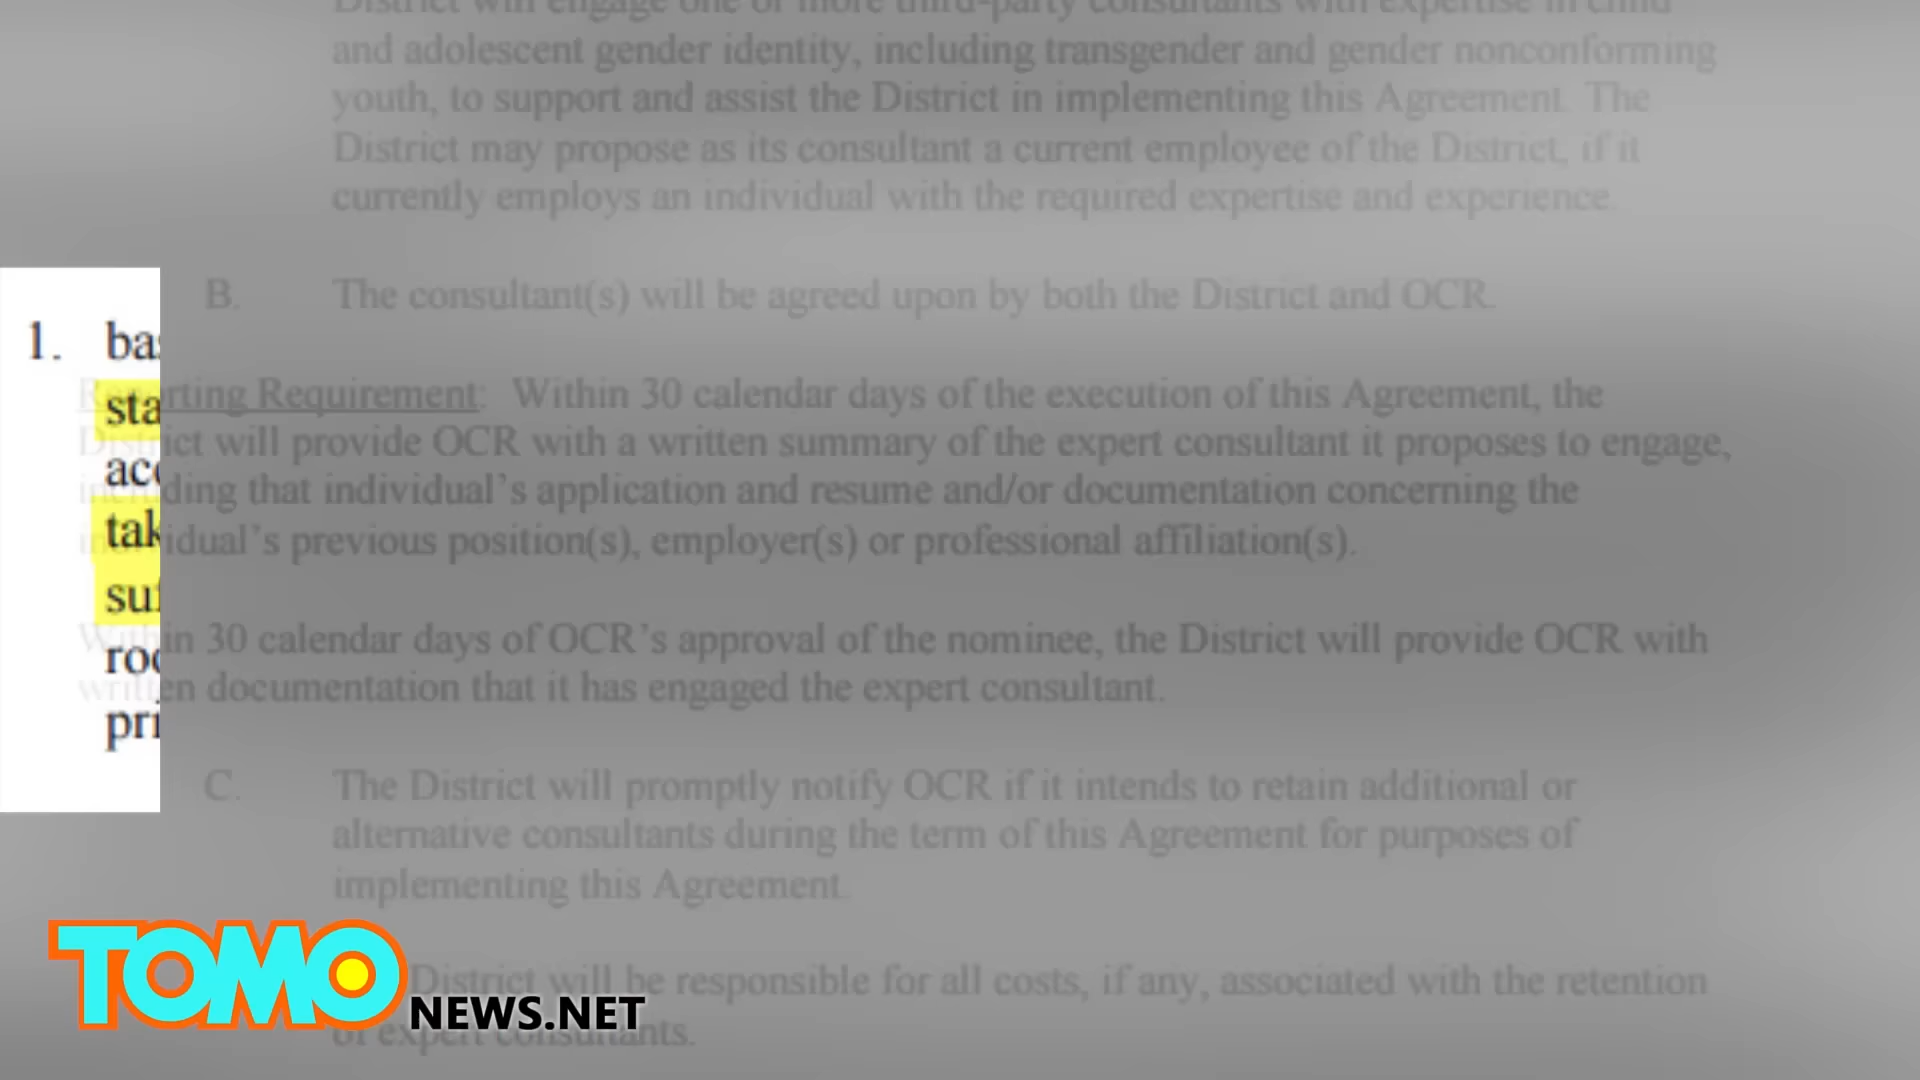 District will engage one or more third-party consultants with expertise in child
and adolescent gender identity, including transgender and gender nonconforming
youth, to support and assist the District in implementing this Agreement. The
District may propose as its consultant a current employee of the District, if it
currently employs an individual with the required expertise and experience.
B. The consultant(s) will be agreed upon by both the District and OCR.
1. bas
sta
acc
tak
suf
roo
pri
Reporting Requirement: Within 30 calendar days of the execution of this Agreement, the
District will provide OCR with a written summary of the expert consultant it proposes to engage,
including that individual's application and resume and/or documentation concerning the
individual's previous position(s), employer(s) or professional affiliation(s).
Within 30 calendar days of OCR's approval of the nominee, the District will provide OCR with
written documentation that it has engaged the expert consultant.
C. The District will promptly notify OCR if it intends to retain additional or
alternative consultants during the term of this Agreement for purposes of
implementing this Agreement.
District will be responsible for all costs, if any, associated with the retention
of expert consultants.
TOMO
NEWS.NET